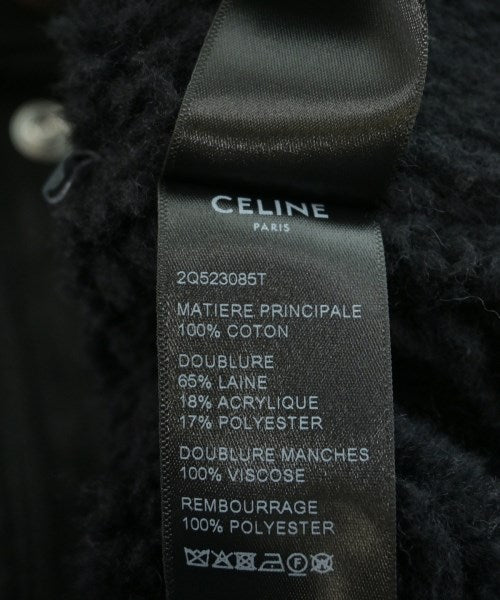 CELINE
PARIS
2Q523085T
MATIERE PRINCIPALE
100% COTON
DOUBLURE
65% LAINE
18% ACRYLIQUE
17% POLYESTER
DOUBLURE MANCHES
100% VISCOSE
REMBOURRAGE
100% POLYESTER